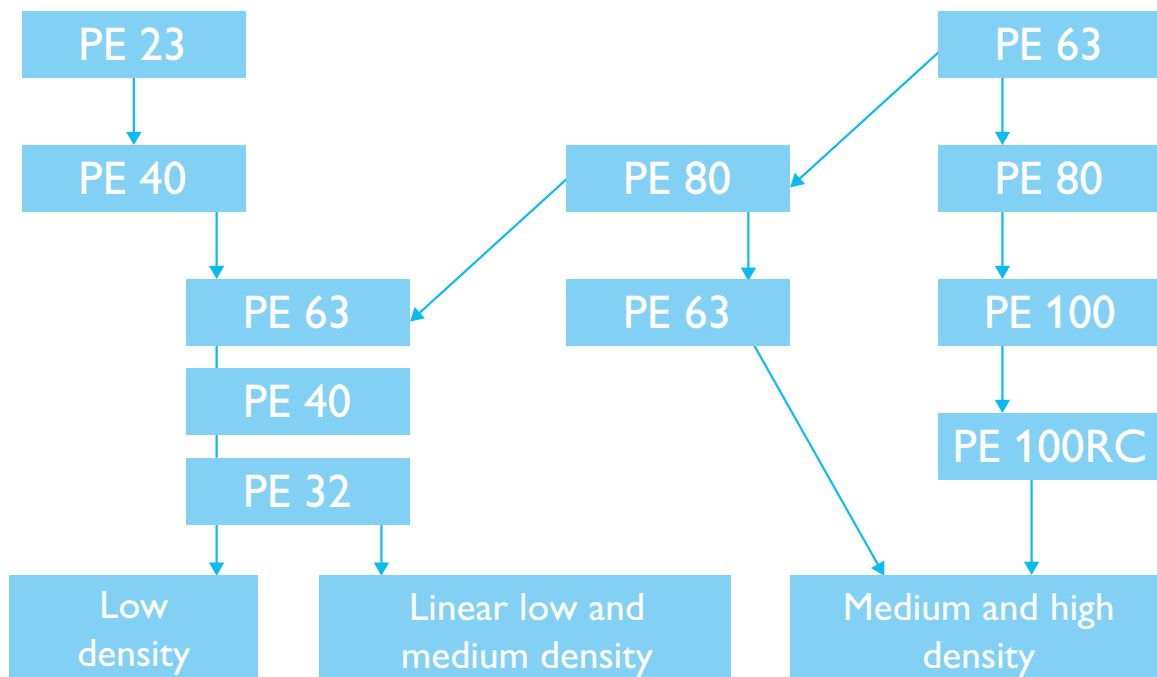 PE 23
PE 63
PE 40
PE 80
PE 80
PE 63
PE 63
PE 100
PE 40
PE 100RC
PE 32
Low
density
Linear low and
medium density
Medium and high
density